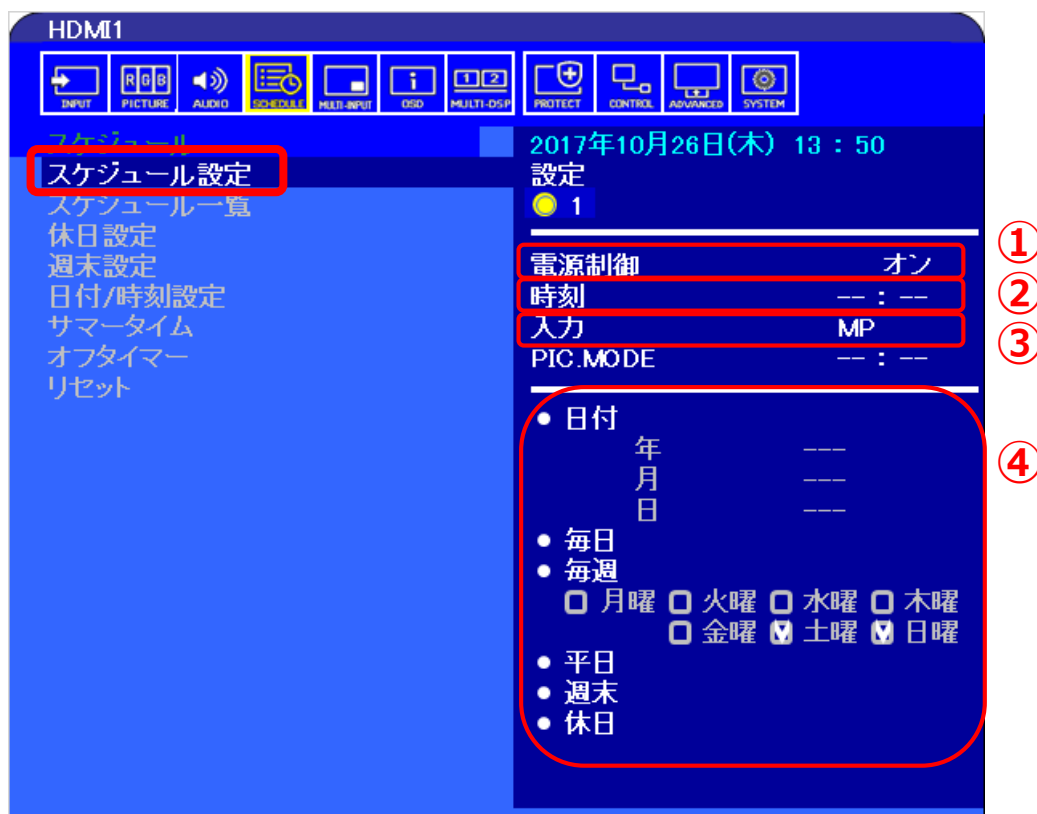 HDMI1
INPUT PICTURE AUDIO SCHEDULE MULTI-INPUT OSD MULTI-DSP PROTECT CONTROL ADVANCED SYSTEM
スケジュール
2017年10月26日(木) 13 : 50
スケジュール設定
設定
スケジュール一覧
1
休日設定
週末設定
電源制御 オン
①
日付/時刻設定
時刻 -- : --
②
サマータイム
入力 MP
③
オフタイマー
PIC.MODE -- : --
リセット
● 日付
年 ---
④
月 ---
日 ---
● 毎日
● 毎週
月曜 火曜 水曜 木曜
金曜 土曜 日曜
● 平日
● 週末
● 休日